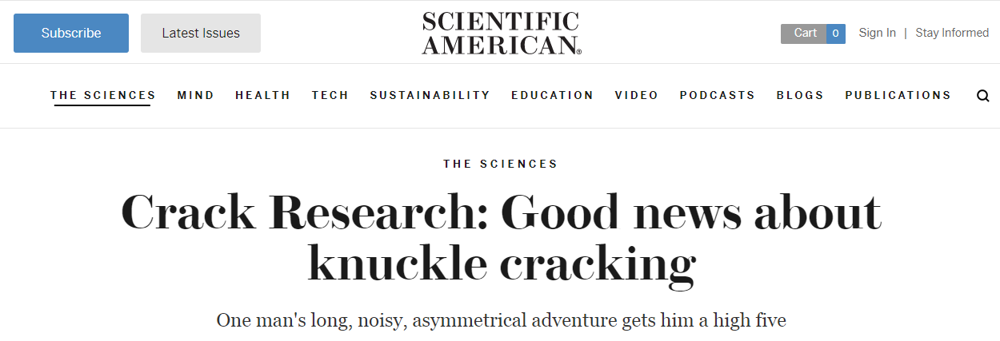 Subscribe
Latest Issues
SCIENTIFIC
AMERICAN®
Cart 0
Sign In | Stay Informed
THE SCIENCES MIND HEALTH TECH SUSTAINABILITY EDUCATION VIDEO PODCASTS BLOGS PUBLICATIONS
THE SCIENCES
Crack Research: Good news about
knuckle cracking
One man's long, noisy, asymmetrical adventure gets him a high five